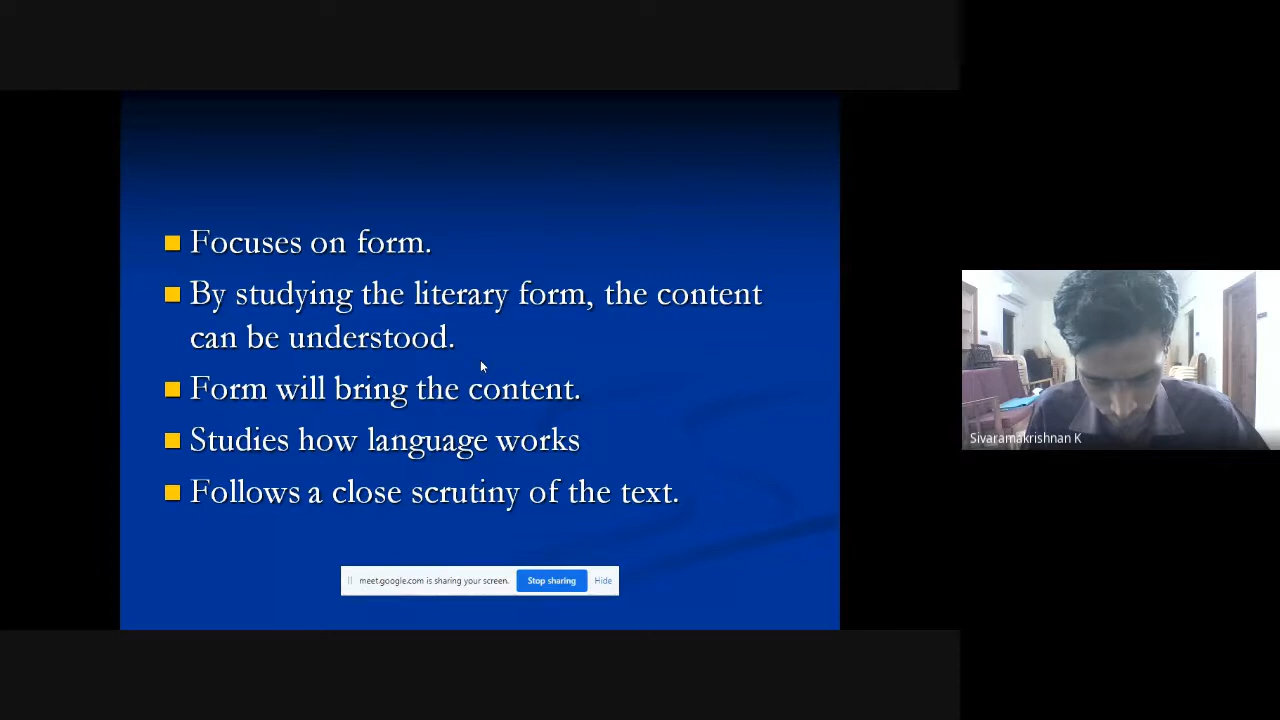 Focuses on form.
By studying the literary form, the content
can be understood.
Form will bring the content.
Studies how language works
Follows a close scrutiny of the text.
meet.google.com is sharing your screen. Stop sharing Hide
Sivaramakrishnan K